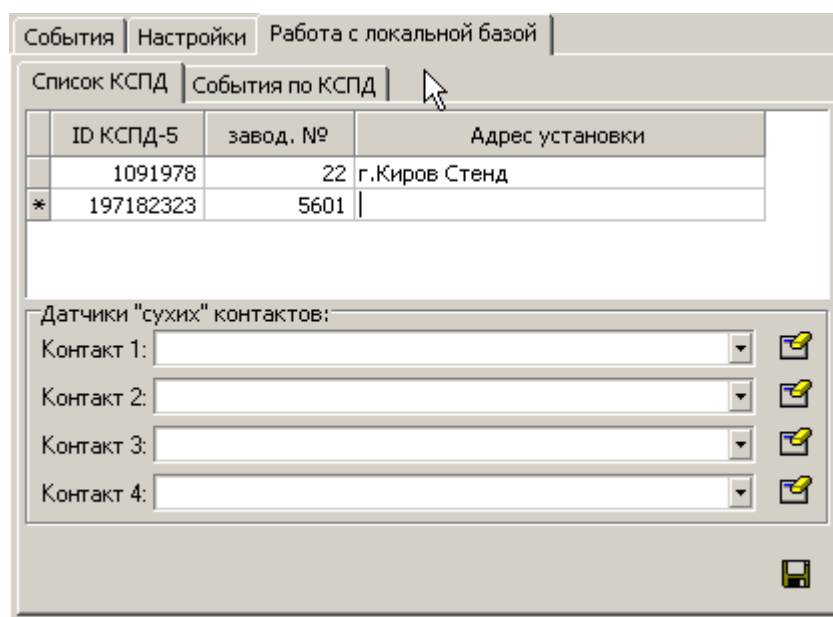 События Настройки Работа с локальной базой
Список КСПД События по КСПД
ID КСПД-5 завод. № Адрес установки
1091978 22 г.Киров Стенд
* 197182323 5601
Датчики "сухих" контактов:
Контакт 1:
Контакт 2:
Контакт 3:
Контакт 4: